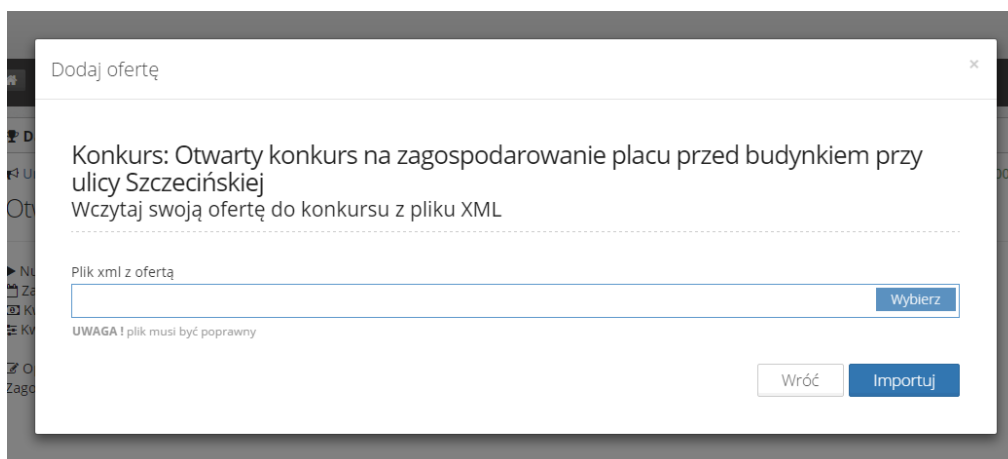 Dodaj ofertę ×
Konkurs: Otwarty konkurs na zagospodarowanie placu przed budynkiem przy
ulicy Szczecińskiej
Wczytaj swoją ofertę do konkursu z pliku XML
Plik xml z ofertą
Wybierz
UWAGA ! plik musi być poprawny
Wróć Importuj